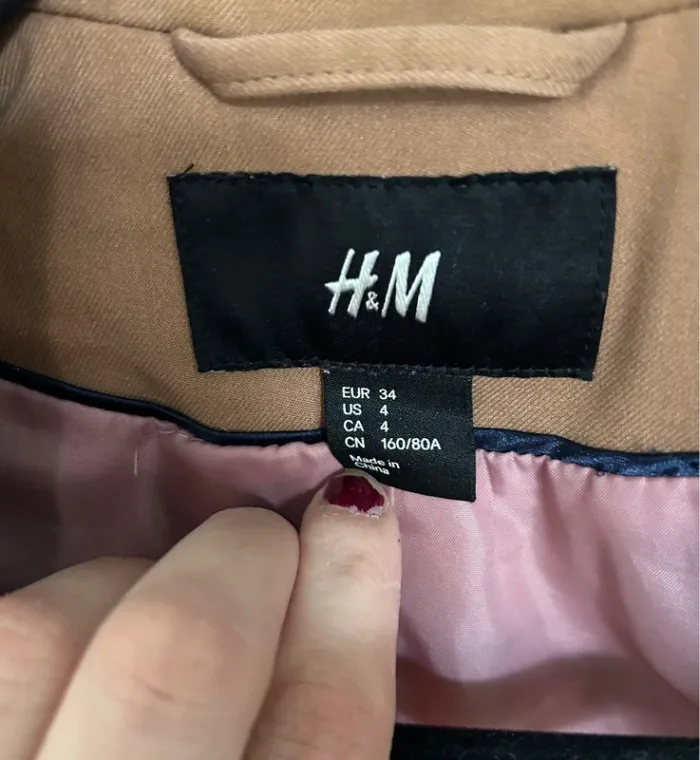 H&M
EUR 34
US 4
CA 4
CN 160/80A
Made in
China